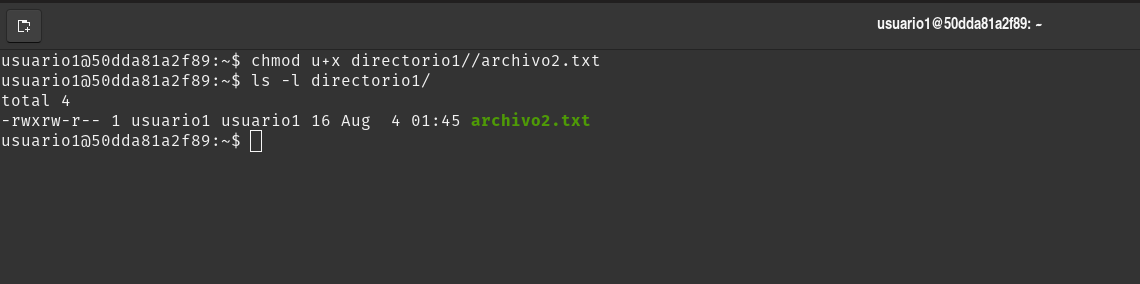 usuario1@50dda81a2f89: ~
usuario1@50dda81a2f89:~$ chmod u+x directorio1//archivo2.txt
usuario1@50dda81a2f89:~$ ls -l directorio1/
total 4
-rwxrw-r-- 1 usuario1 usuario1 16 Aug  4 01:45 archivo2.txt
usuario1@50dda81a2f89:~$